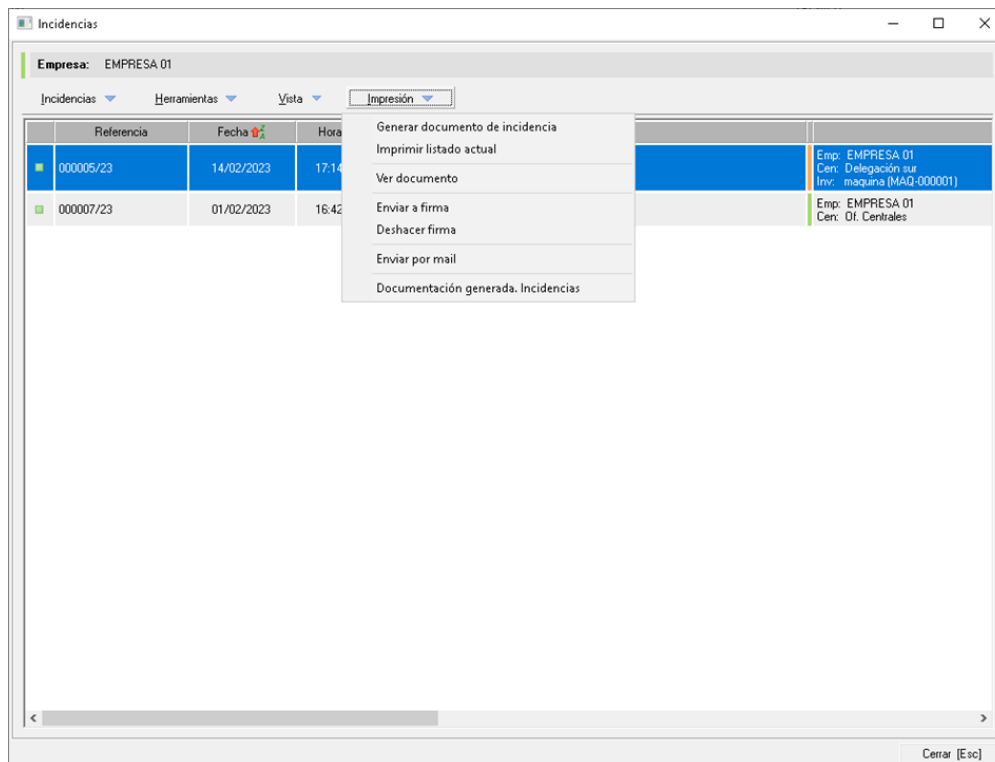 Incidencias
Empresa: EMPRESA 01
Incidencias Herramientas Vista Impresión
Referencia Fecha Hora
Generar documento de incidencia
Imprimir listado actual
Ver documento
Enviar a firma
Deshacer firma
Enviar por mail
Documentación generada. Incidencias
000005/23 14/02/2023 17:14
Emp: EMPRESA 01
Cen: Delegación sur
Inv: maquina (MAQ-000001)
000007/23 01/02/2023 16:42
Emp: EMPRESA 01
Cen: Of. Centrales
Cerrar [Esc]